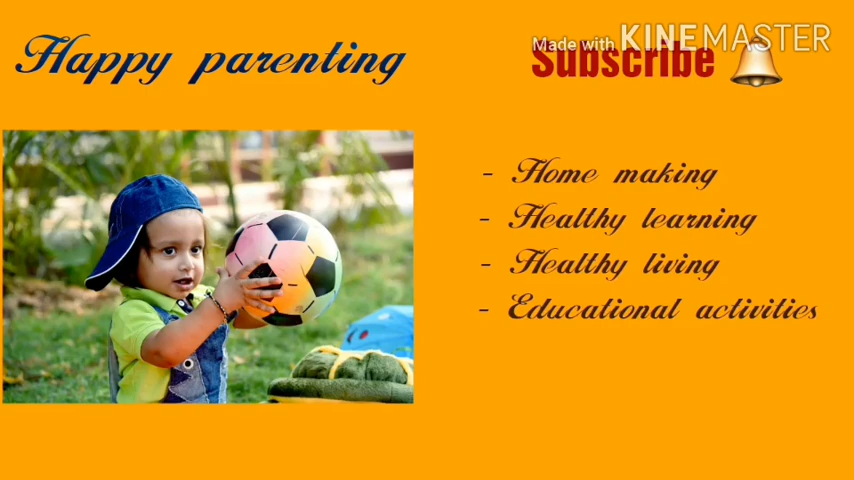 Happy parenting
Made with KINEMASTER
Subscribe
- Home making
- Healthy learning
- Healthy living
- Educational activities